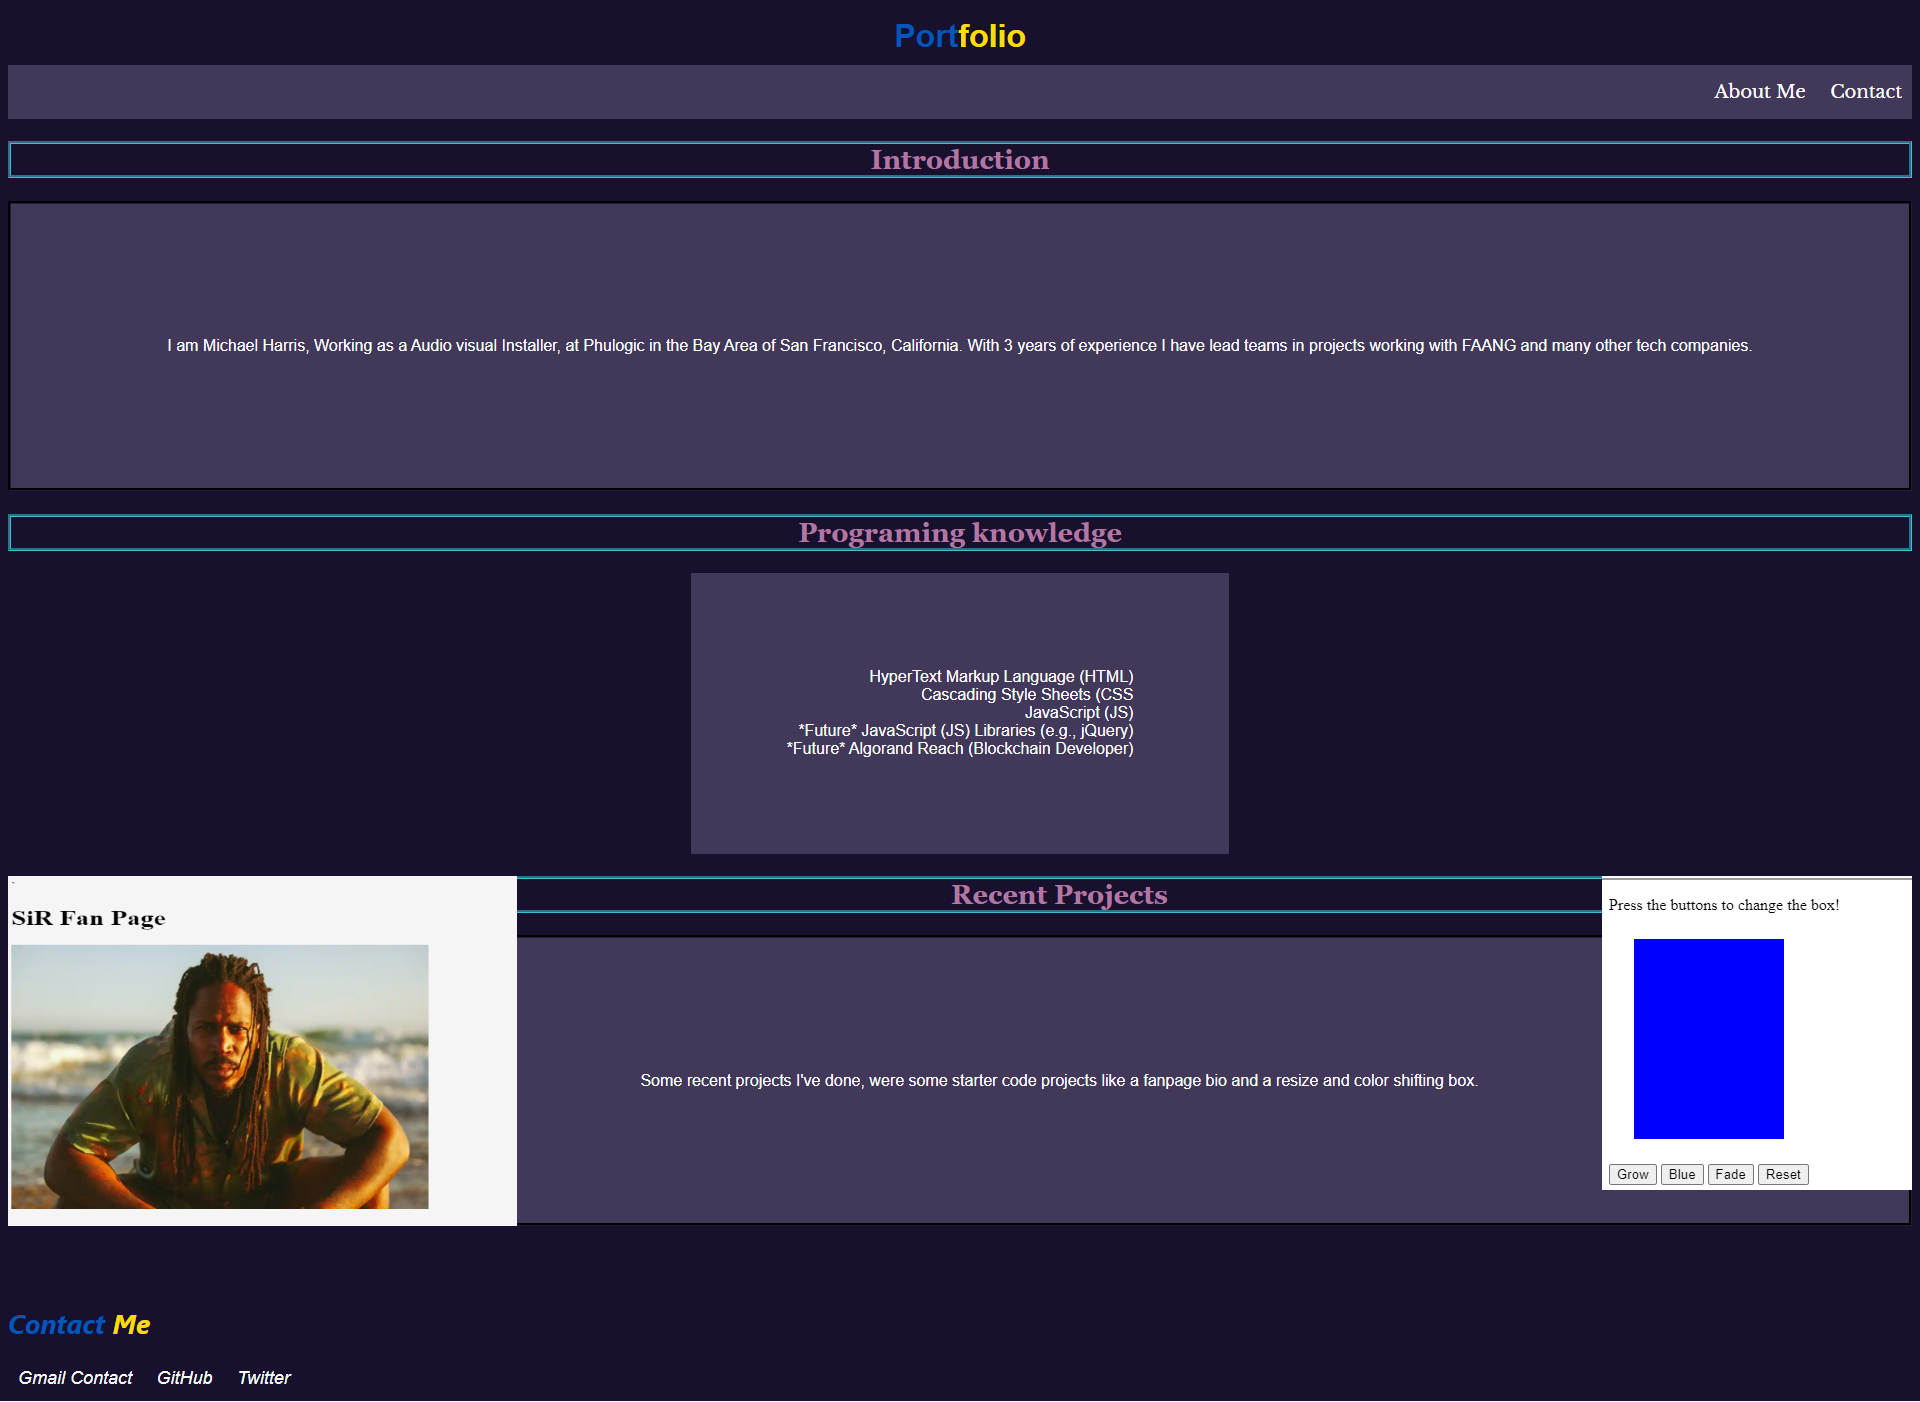 Portfolio
About Me Contact
Introduction
I am Michael Harris, Working as a Audio visual Installer, at Phulogic in the Bay Area of San Francisco, California. With 3 years of experience I have lead teams in projects working with FAANG and many other tech companies.
Programing knowledge
HyperText Markup Language (HTML)
Cascading Style Sheets (CSS
JavaScript (JS)
*Future* JavaScript (JS) Libraries (e.g., jQuery)
*Future* Algorand Reach (Blockchain Developer)
SiR Fan Page
Recent Projects
Some recent projects I've done, were some starter code projects like a fanpage bio and a resize and color shifting box.
Press the buttons to change the box!
Grow Blue Fade Reset
Contact Me
Gmail Contact GitHub Twitter